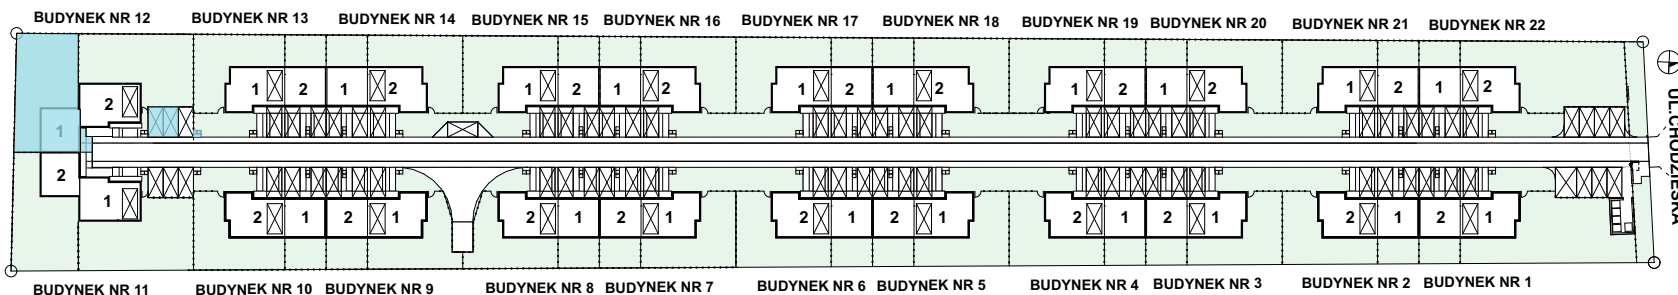 BUDYNEK NR 12 BUDYNEK NR 13 BUDYNEK NR 14 BUDYNEK NR 15 BUDYNEK NR 16 BUDYNEK NR 17 BUDYNEK NR 18 BUDYNEK NR 19 BUDYNEK NR 20 BUDYNEK NR 21 BUDYNEK NR 22
1 2 1 2 1 2 1 2 1 2 1 2 1 2 1 2 1 2 1 2
2
1
2
1
UL. CHODZIESKA
2 1 2 1 2 1 2 1 2 1 2 1 2 1 2 1 2 1 2 1
BUDYNEK NR 11 BUDYNEK NR 10 BUDYNEK NR 9 BUDYNEK NR 8 BUDYNEK NR 7 BUDYNEK NR 6 BUDYNEK NR 5 BUDYNEK NR 4 BUDYNEK NR 3 BUDYNEK NR 2 BUDYNEK NR 1